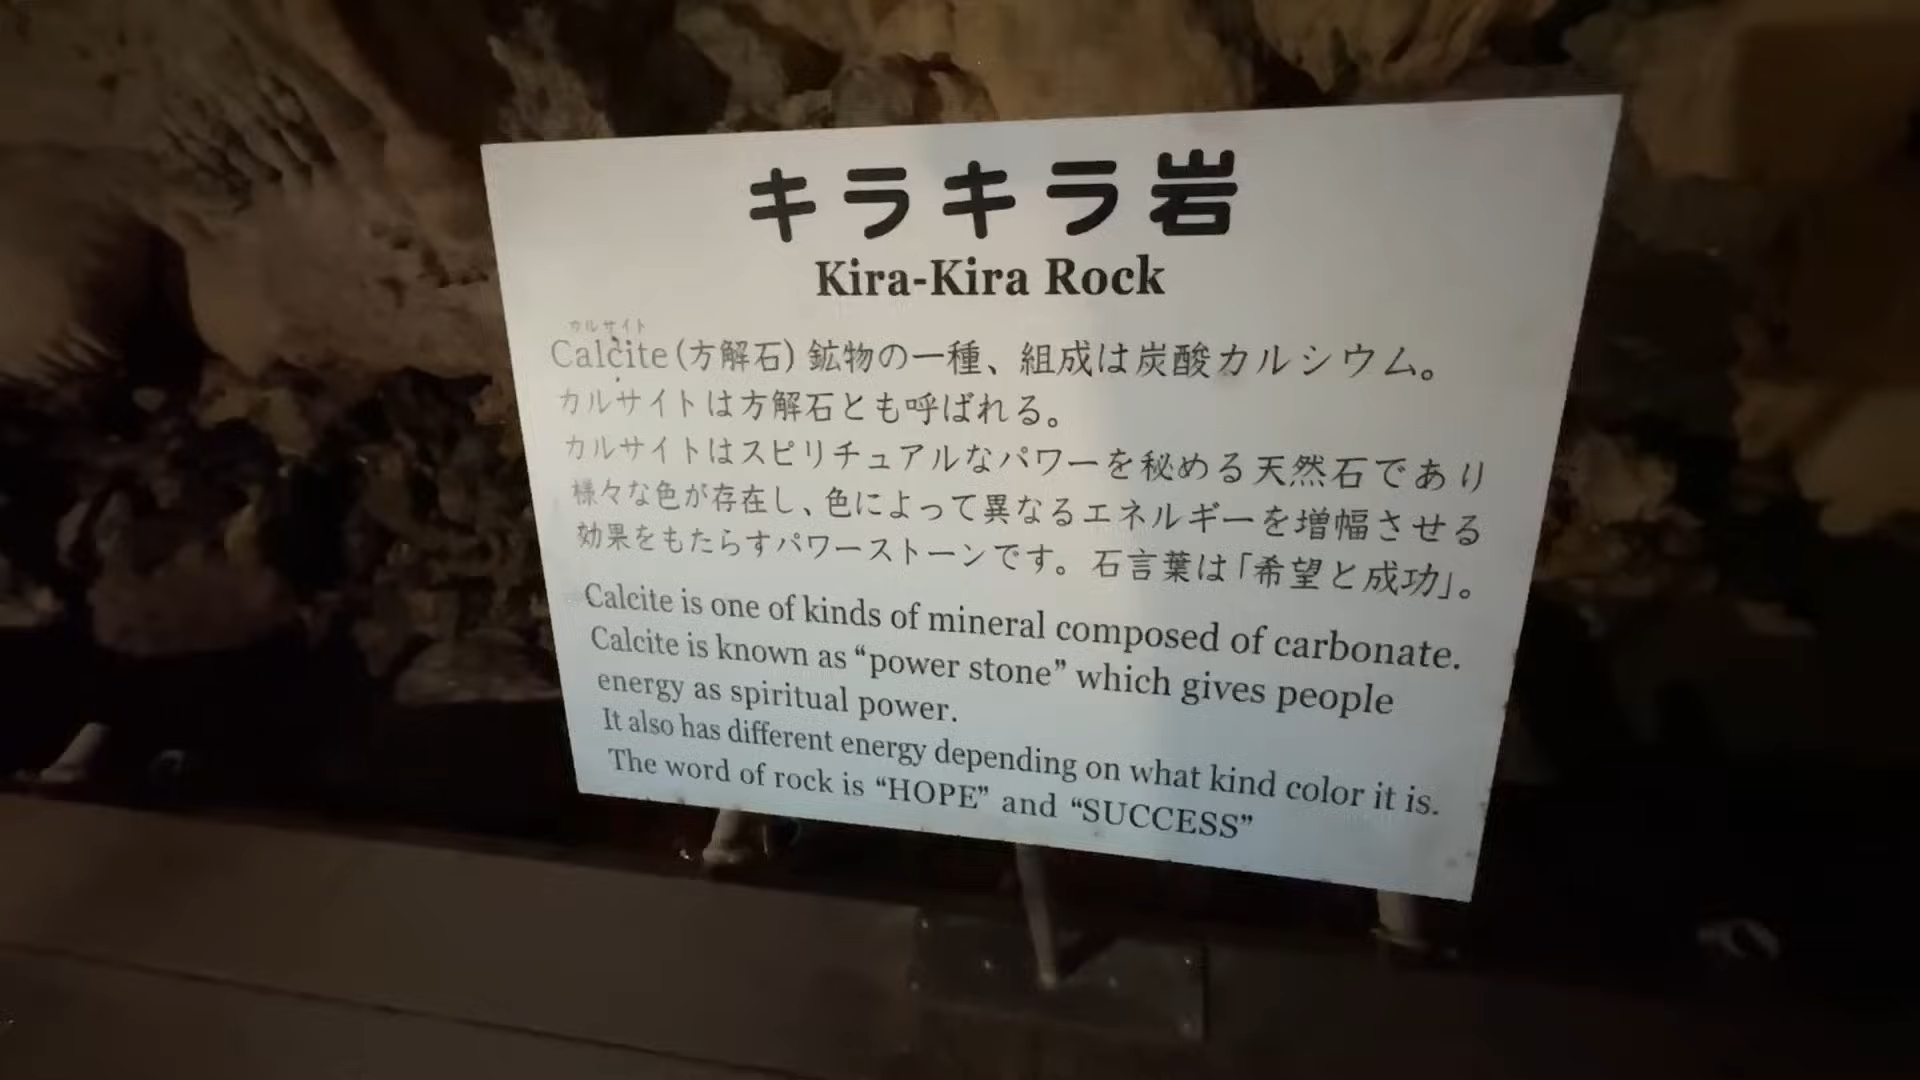 キラキラ岩
Kira-Kira Rock
カルサイト
Calcite(方解石)鉱物の一種、組成は炭酸カルシウム。
カルサイトは方解石とも呼ばれる。
カルサイトはスピリチュアルなパワーを秘める天然石であり
様々な色が存在し、色によって異なるエネルギーを増幅させる
効果をもたらすパワーストーンです。石言葉は「希望と成功」。
Calcite is one of kinds of mineral composed of carbonate.
Calcite is known as “power stone” which gives people
energy as spiritual power.
It also has different energy depending on what kind color it is.
The word of rock is “HOPE” and “SUCCESS”